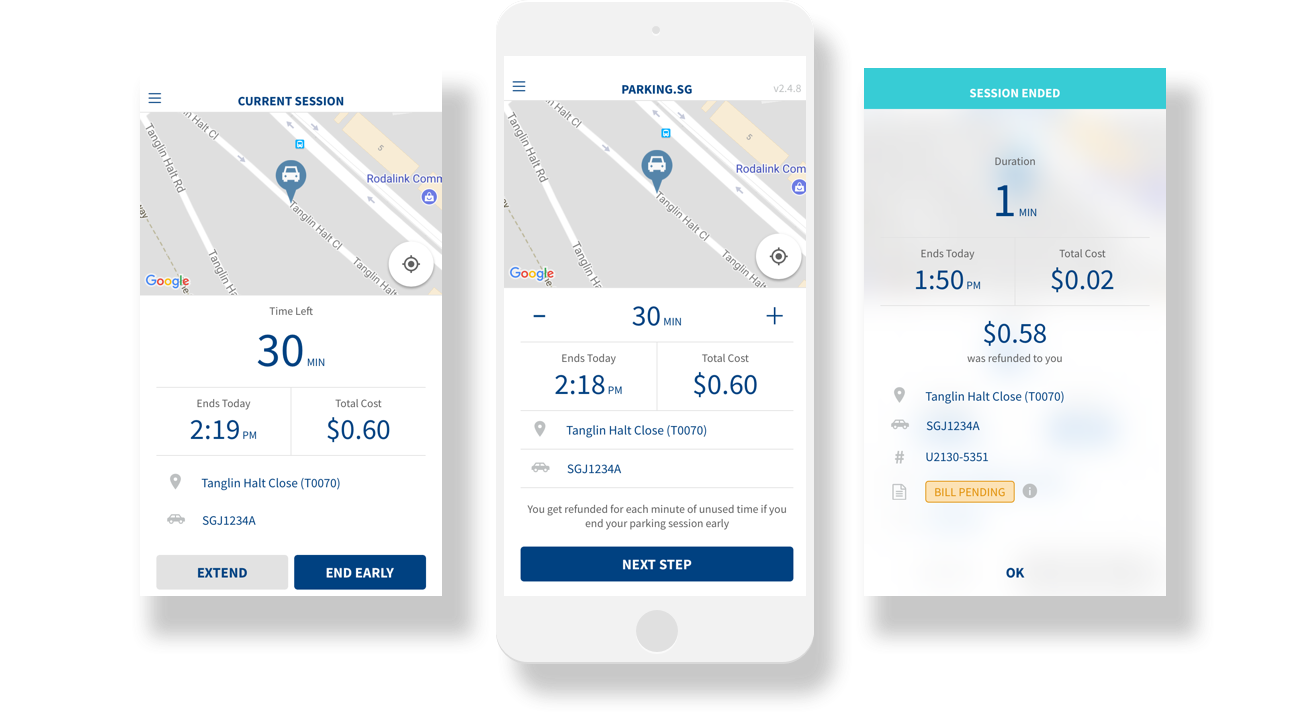 CURRENT SESSION
Tanglin Halt Rd
n Halt Cl
5
Rodalink Comm
way
Tanglin Halt Cl
Tanglin Halt
Tanglin Ha
Google
Time Left
30 MIN
Ends Today
2:19 PM
Total Cost
$0.60
Tanglin Halt Close (T0070)
SGJ1234A
EXTEND
END EARLY
PARKING.SG
v2.4.8
Tanglin Halt Rd
n Halt Cl
5
Rodalink Com
Tanglin Halt Cl
Tanglin Halt
Tanglin Ha
Google
- 30 MIN +
Ends Today
2:18 PM
Total Cost
$0.60
Tanglin Halt Close (T0070)
SGJ1234A
You get refunded for each minute of unused time if you
end your parking session early
NEXT STEP
SESSION ENDED
Duration
1 MIN
Ends Today
1:50 PM
Total Cost
$0.02
$0.58
was refunded to you
Tanglin Halt Close (T0070)
SGJ1234A
# U2130-5351
BILL PENDING
OK